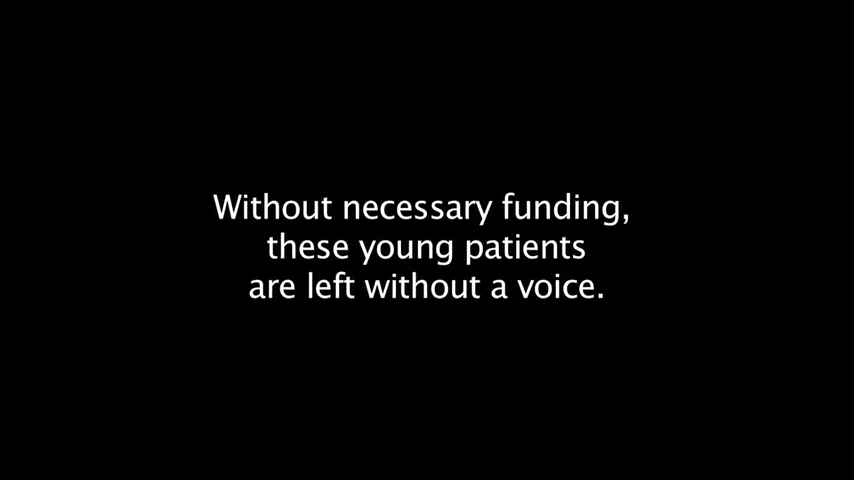 Without necessary funding,
these young patients
are left without a voice.